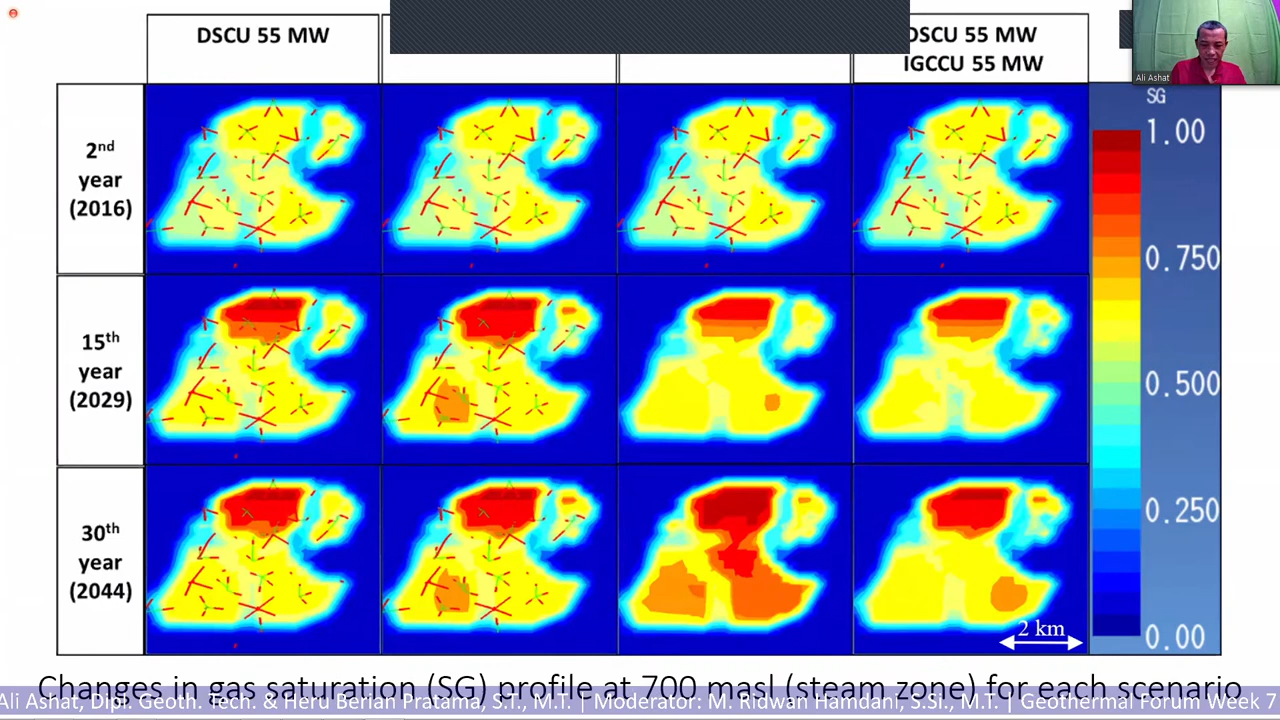 DSCU 55 MW
DSCU 55 MW
IGCCU 55 MW
Ali Ashat
SG
1.00
0.750
0.500
0.250
0.00
2nd
year
(2016)
15th
year
(2029)
30th
year
(2044)
2 km
Changes in gas saturation (SG) profile at 700 masl (steam zone) for each scenario
Ali Ashat, Dipl. Geoth. Tech. & Heru Berian Pratama, S.T., M.T. | Moderator: M. Ridwan Hamdani, S.Si., M.T. | Geothermal Forum Week 7